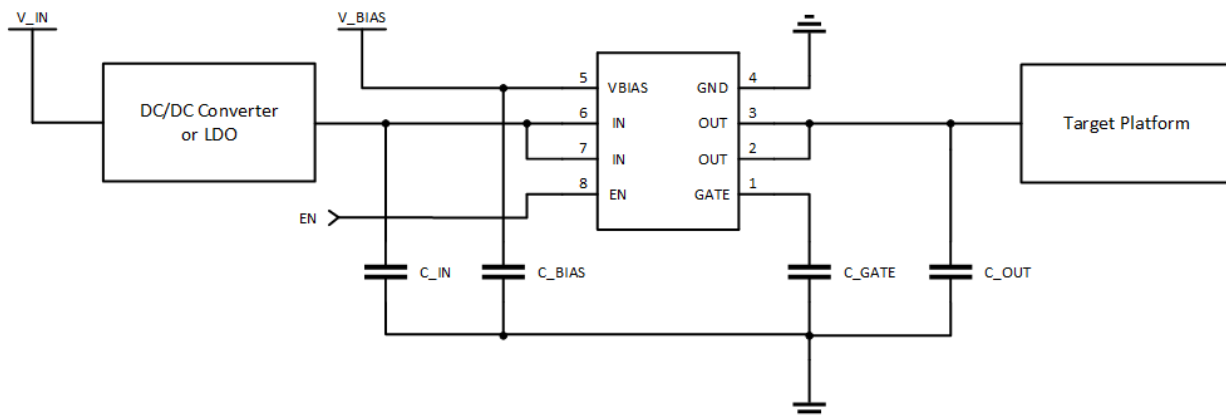 V_IN
V_BIAS
DC/DC Converter
or LDO
5
VBIAS
GND
4
6
IN
OUT
3
7
IN
OUT
2
8
EN
GATE
1
Target Platform
EN
C_IN
C_BIAS
C_GATE
C_OUT